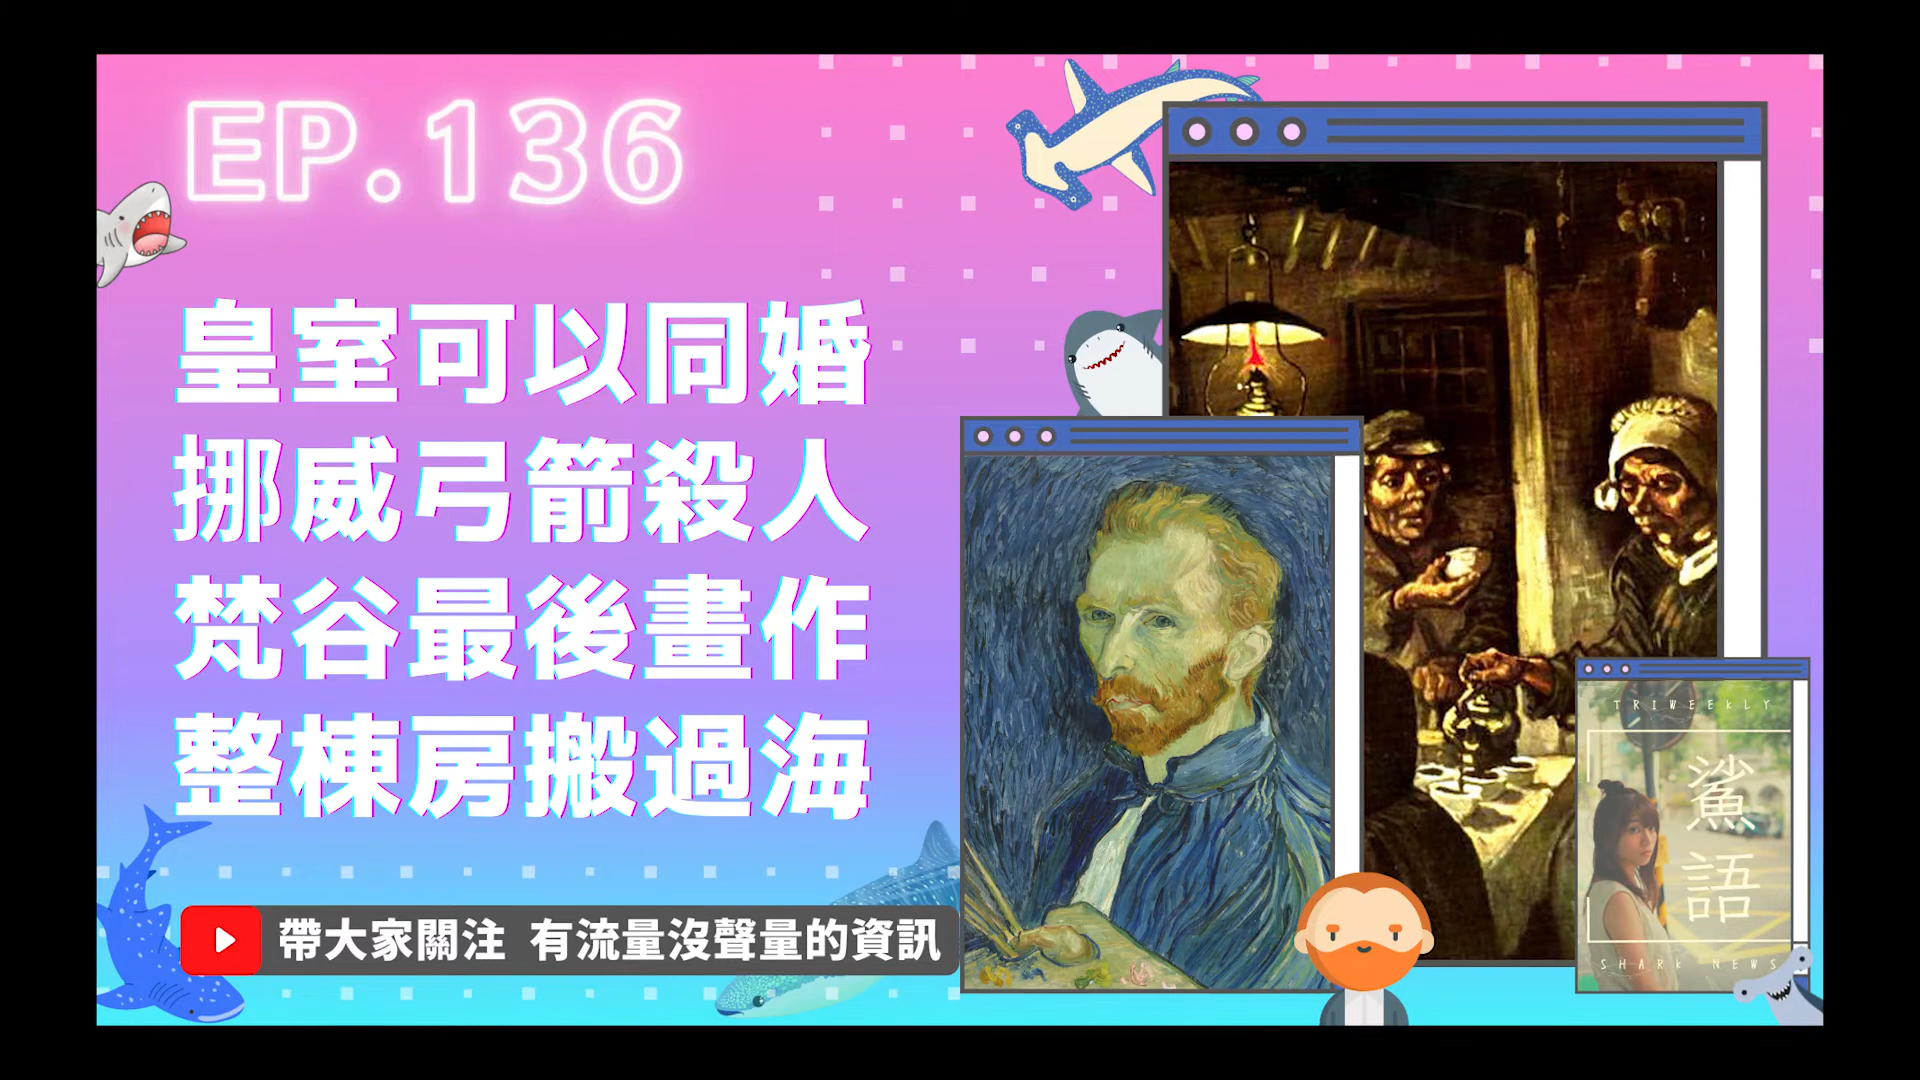 EP.136
皇室可以同婚
挪威弓箭殺人
梵谷最後畫作
整棟房搬過海
帶大家關注 有流量沒聲量的資訊
TRIWEEKLY
鯊語
SHARK NEWS